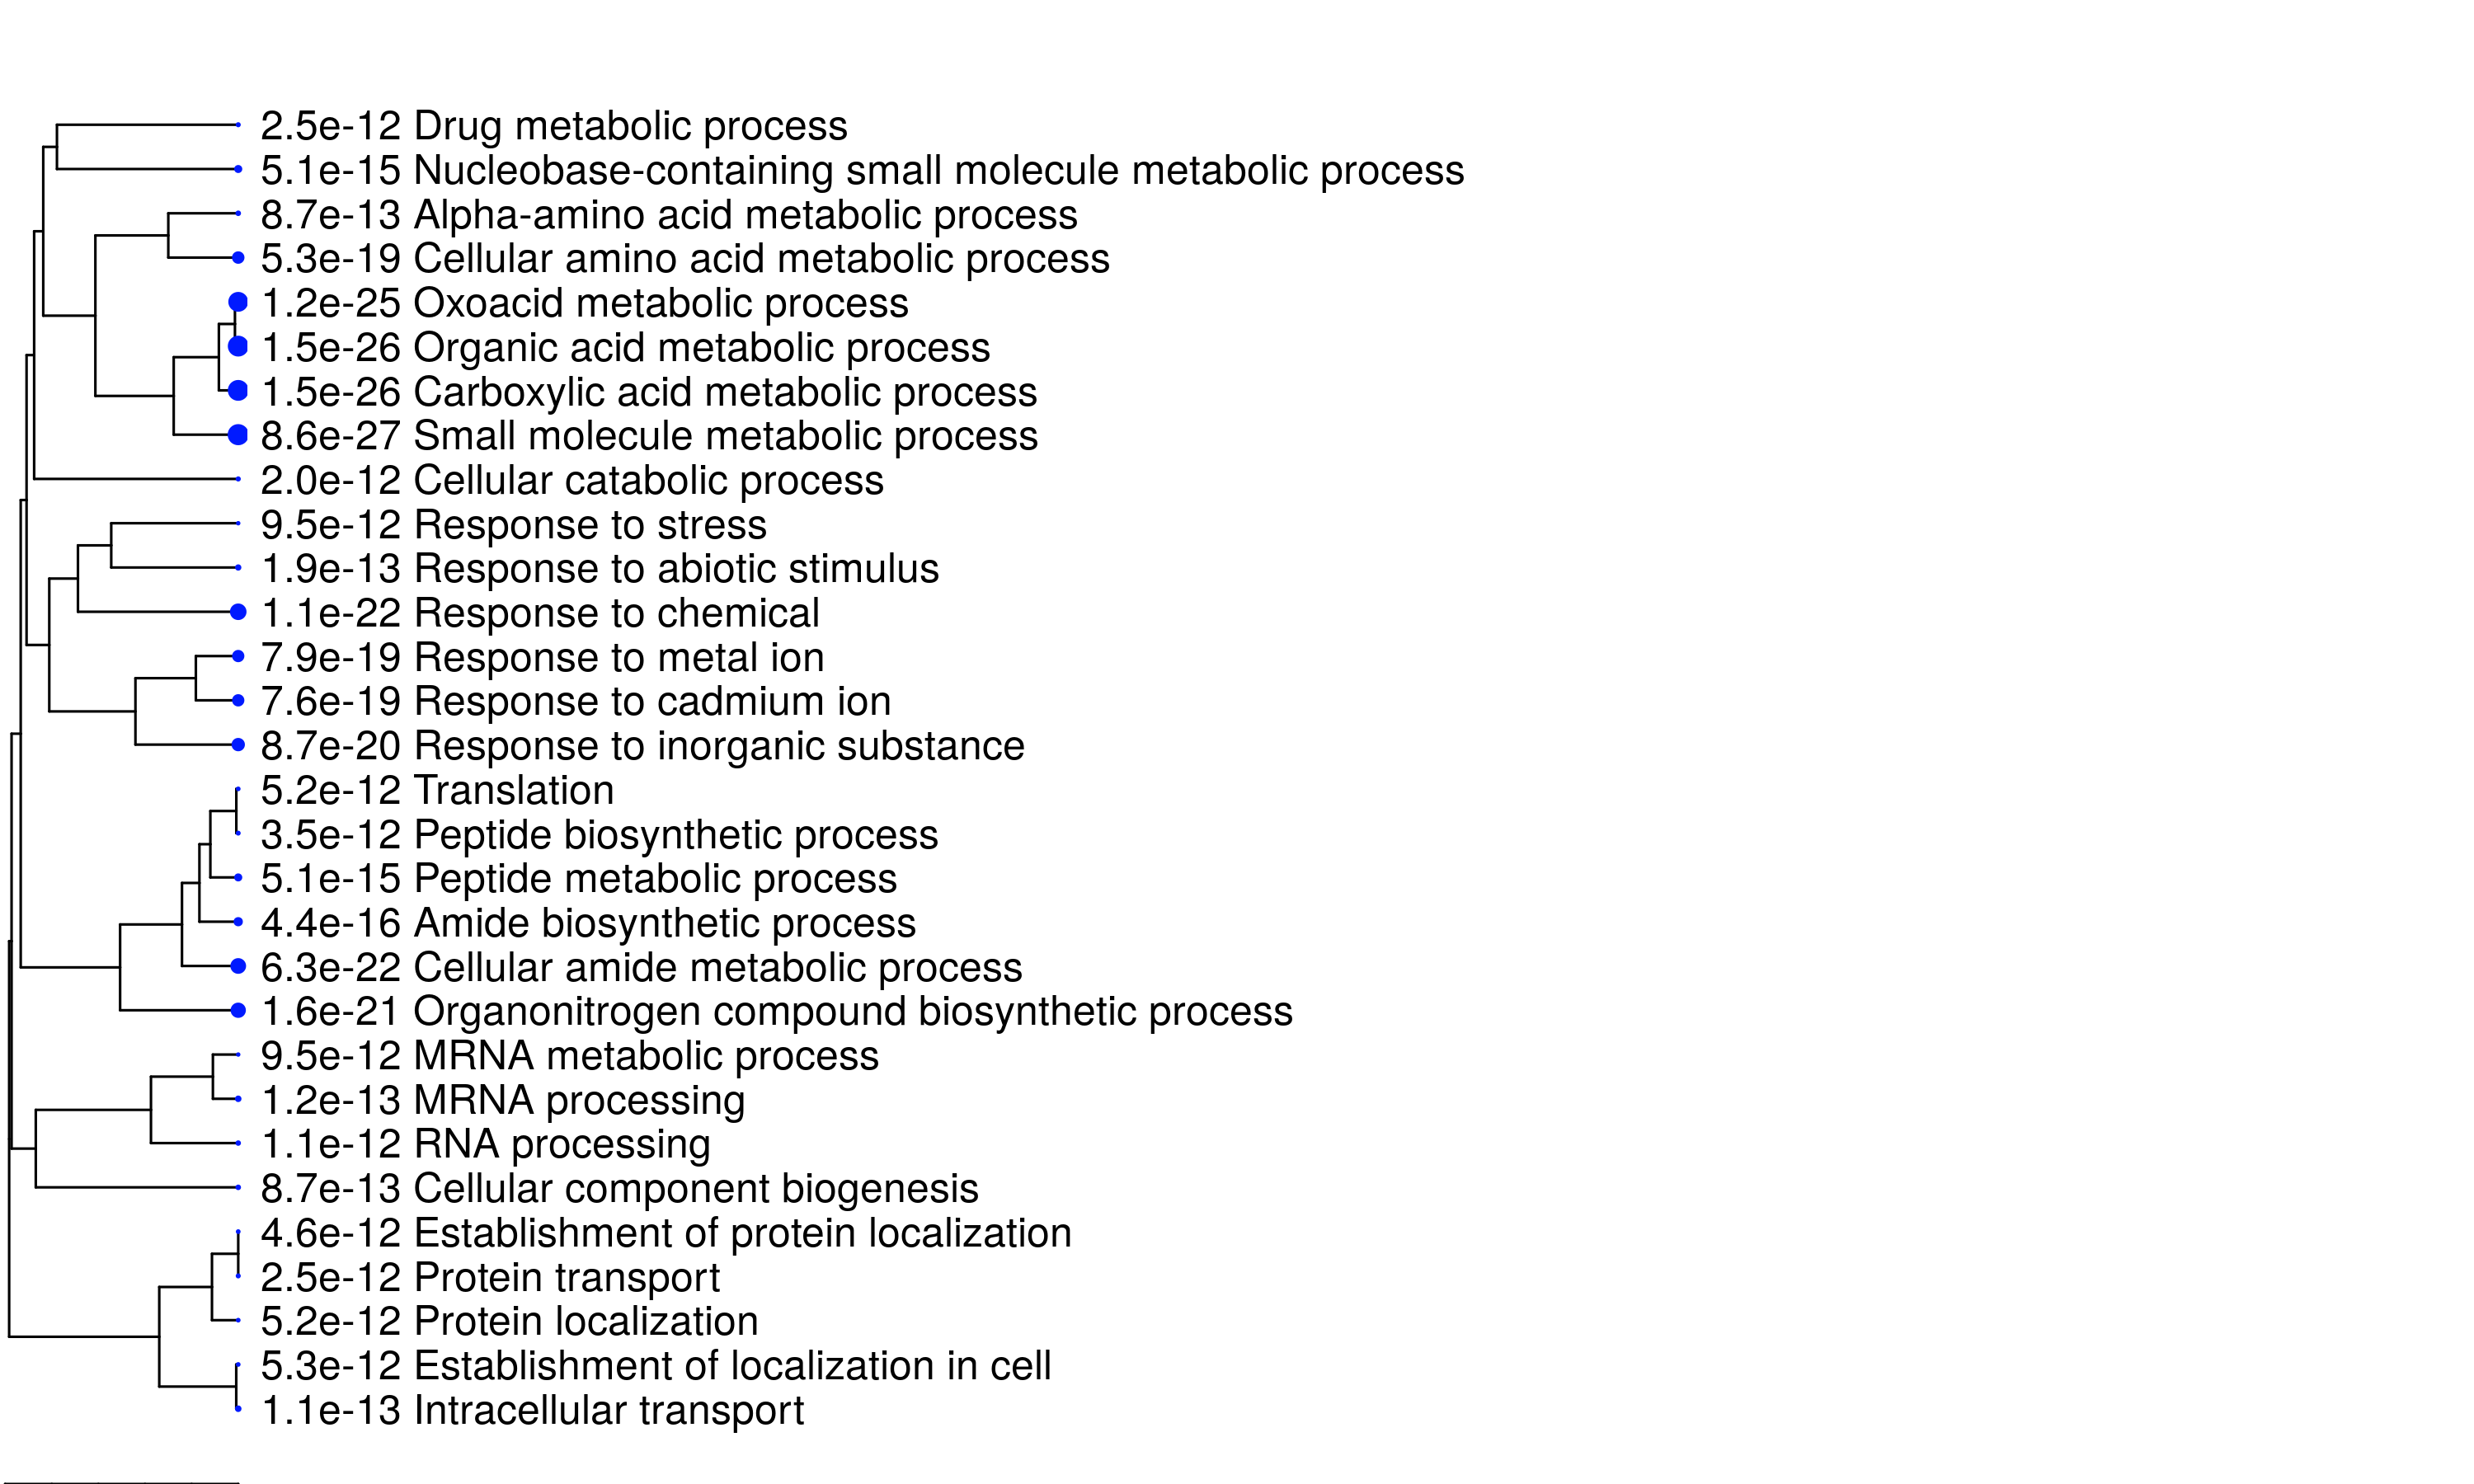 2.5e-12 Drug metabolic process
5.1e-15 Nucleobase-containing small molecule metabolic process
8.7e-13 Alpha-amino acid metabolic process
5.3e-19 Cellular amino acid metabolic process
1.2e-25 Oxoacid metabolic process
1.5e-26 Organic acid metabolic process
1.5e-26 Carboxylic acid metabolic process
8.6e-27 Small molecule metabolic process
2.0e-12 Cellular catabolic process
9.5e-12 Response to stress
1.9e-13 Response to abiotic stimulus
1.1e-22 Response to chemical
7.9e-19 Response to metal ion
7.6e-19 Response to cadmium ion
8.7e-20 Response to inorganic substance
5.2e-12 Translation
3.5e-12 Peptide biosynthetic process
5.1e-15 Peptide metabolic process
4.4e-16 Amide biosynthetic process
6.3e-22 Cellular amide metabolic process
1.6e-21 Organonitrogen compound biosynthetic process
9.5e-12 MRNA metabolic process
1.2e-13 MRNA processing
1.1e-12 RNA processing
8.7e-13 Cellular component biogenesis
4.6e-12 Establishment of protein localization
2.5e-12 Protein transport
5.2e-12 Protein localization
5.3e-12 Establishment of localization in cell
1.1e-13 Intracellular transport